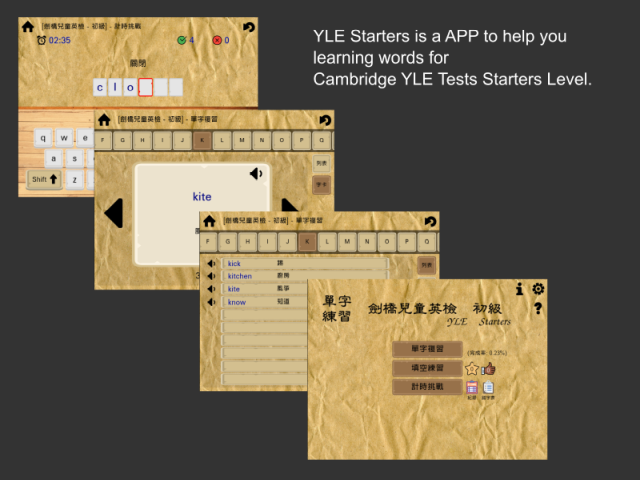 YLE Starters is a APP to help you
learning words for
Cambridge YLE Tests Starters Level.
[劍橋兒童英檢 - 初級] - 計時挑戰
02:35 4 0
關閉
c l o
q w e
a s
Shift z
[劍橋兒童英檢 - 初級] - 單字複習
F G H I J K L M N O P Q
列表
kite
[劍橋兒童英檢 - 初級] - 單字複習
F G H I J K L M N O P Q
列表
kick 踢
kitchen 廚房
kite 風箏
know 知道
單字
練習
劍橋兒童英檢 初級
YLE Starters
單字複習 (完成率: 0.23%)
填空練習
計時挑戰